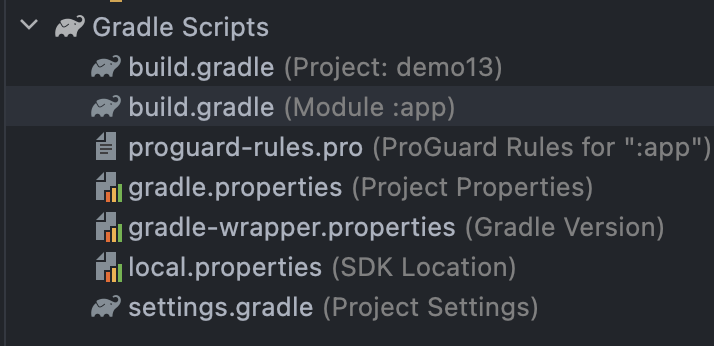 Gradle Scripts
build.gradle (Project: demo13)
build.gradle (Module :app)
proguard-rules.pro (ProGuard Rules for ":app")
gradle.properties (Project Properties)
gradle-wrapper.properties (Gradle Version)
local.properties (SDK Location)
settings.gradle (Project Settings)